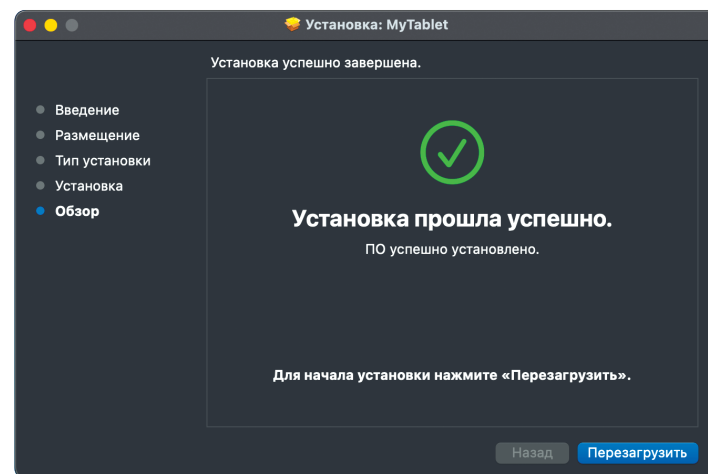 Установка: MyTablet
Установка успешно завершена.
Введение
Размещение
Тип установки
Установка
Обзор
Установка прошла успешно.
ПО успешно установлено.
Для начала установки нажмите «Перезагрузить».
Назад
Перезагрузить